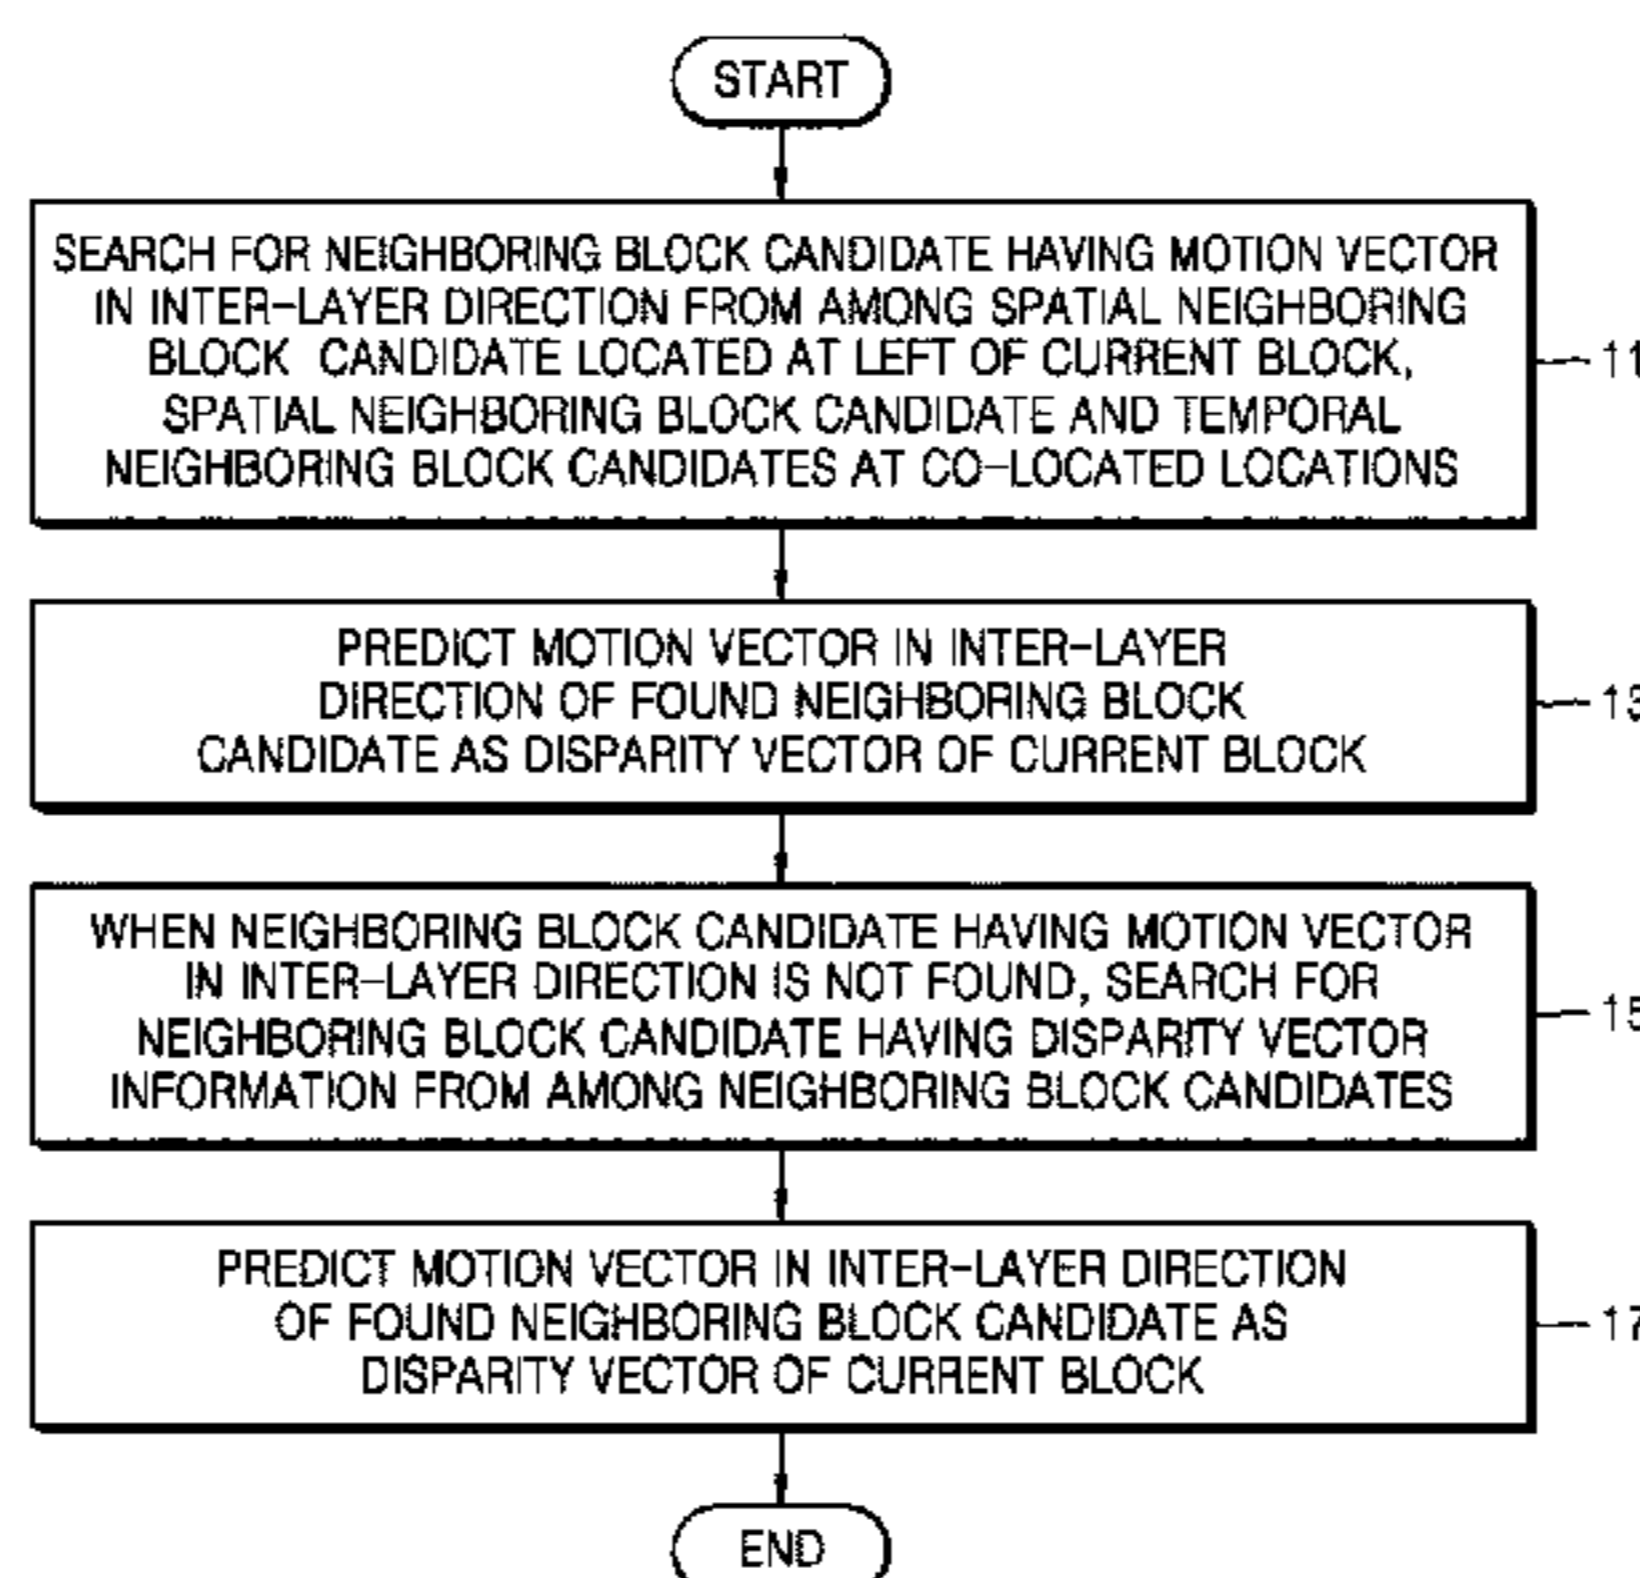 START
SEARCH FOR NEIGHBORING BLOCK CANDIDATE HAVING MOTION VECTOR
IN INTER-LAYER DIRECTION FROM AMONG SPATIAL NEIGHBORING
BLOCK CANDIDATE LOCATED AT LEFT OF CURRENT BLOCK,
SPATIAL NEIGHBORING BLOCK CANDIDATE AND TEMPORAL
NEIGHBORING BLOCK CANDIDATES AT CO-LOCATED LOCATIONS
11
PREDICT MOTION VECTOR IN INTER-LAYER
DIRECTION OF FOUND NEIGHBORING BLOCK
CANDIDATE AS DISPARITY VECTOR OF CURRENT BLOCK
13
WHEN NEIGHBORING BLOCK CANDIDATE HAVING MOTION VECTOR
IN INTER-LAYER DIRECTION IS NOT FOUND, SEARCH FOR
NEIGHBORING BLOCK CANDIDATE HAVING DISPARITY VECTOR
INFORMATION FROM AMONG NEIGHBORING BLOCK CANDIDATES
15
PREDICT MOTION VECTOR IN INTER-LAYER DIRECTION
OF FOUND NEIGHBORING BLOCK CANDIDATE AS
DISPARITY VECTOR OF CURRENT BLOCK
17
END